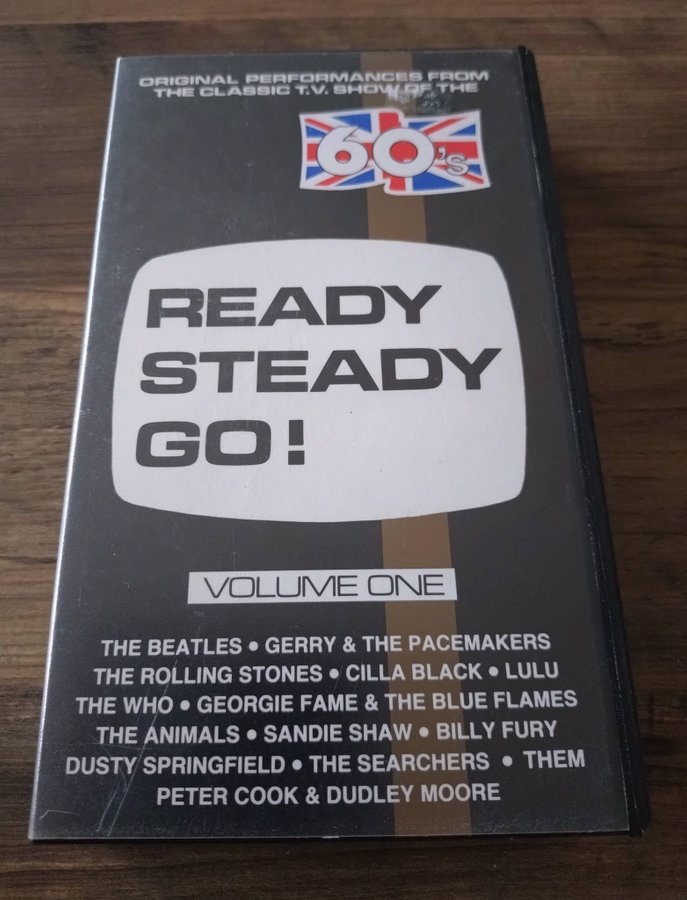 ORIGINAL PERFORMANCES FROM
THE CLASSIC T.V. SHOW OF THE
60's
READY
STEADY
GO!
VOLUME ONE
THE BEATLES • GERRY & THE PACEMAKERS
THE ROLLING STONES • CILLA BLACK • LULU
THE WHO • GEORGIE FAME & THE BLUE FLAMES
THE ANIMALS • SANDIE SHAW • BILLY FURY
DUSTY SPRINGFIELD • THE SEARCHERS • THEM
PETER COOK & DUDLEY MOORE